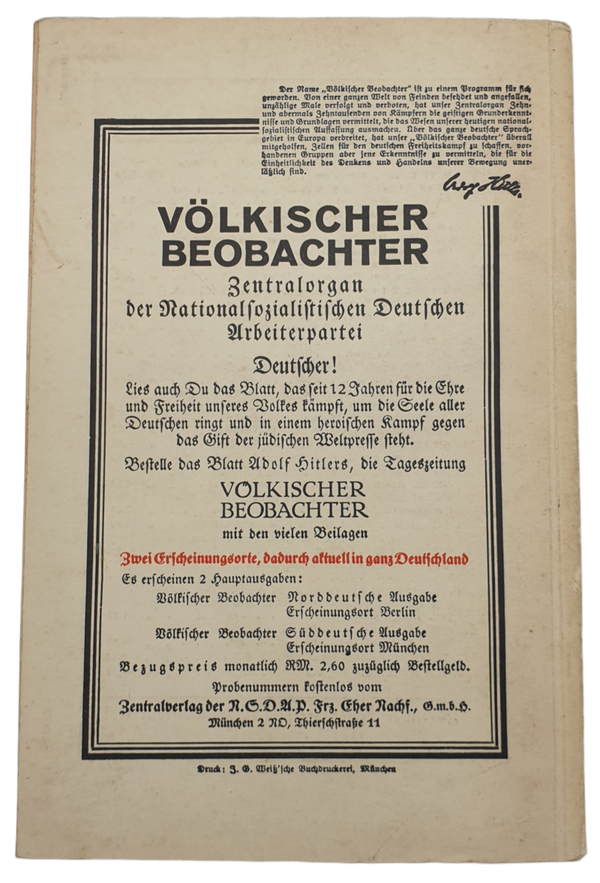 Der Name „Völkischer Beobachter“ ist zu einem Programm für sich
geworden. Von einer ganzen Welt von Feinden befehdet und angefallen,
unzählige Male verfolgt und verboten, hat unser Zentralorgan Zehn-
und abermals Zehntausenden von Kämpfern die geistigen Grunderkennt-
nisse und Grundlagen vermittelt, die das Wesen unserer heutigen national-
sozialistischen Auffassung ausmachen. Über das ganze deutsche Sprach-
gebiet in Europa verbreitet, hat unser „Völkischer Beobachter“ überall
mitgeholfen, Zellen für den deutschen Freiheitskampf zu schaffen, vor-
handenen Gruppen aber jene Erkenntnisse zu vermitteln, die für die
Einheitlichkeit des Denkens und Handelns unserer Bewegung uner-
läßlich sind.
VÖLKISCHER
BEOBACHTER
Zentralorgan
der Nationalsozialistischen Deutschen
Arbeiterpartei
Deutscher!
Lies auch Du das Blatt, das seit 12 Jahren für die Ehre
und Freiheit unseres Volkes kämpft, um die Seele aller
Deutschen ringt und in einem heroischen Kampf gegen
das Gift der jüdischen Weltpresse steht.
Bestelle das Blatt Adolf Hitlers, die Tageszeitung
VÖLKISCHER
BEOBACHTER
mit den vielen Beilagen
Zwei Erscheinungsorte, dadurch aktuell in ganz Deutschland
Es erscheinen 2 Hauptausgaben:
Völkischer Beobachter Norddeutsche Ausgabe
Erscheinungsort Berlin
Völkischer Beobachter Süddeutsche Ausgabe
Erscheinungsort München
Bezugspreis monatlich RM. 2,60 zuzüglich Bestellgeld.
Probenummern kostenlos vom
Zentralverlag der N.S.D.A.P. Frz. Eher Nachf., G.m.b.H.
München 2 NO, Thierschstraße 11
Druck: J. G. Weiß'sche Buchdruckerei, München